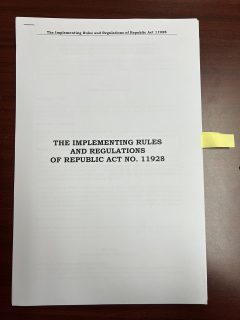 The Implementing Rules and Regulations of Republic Act 11928
THE IMPLEMENTING RULES
AND REGULATIONS
OF REPUBLIC ACT NO. 11928